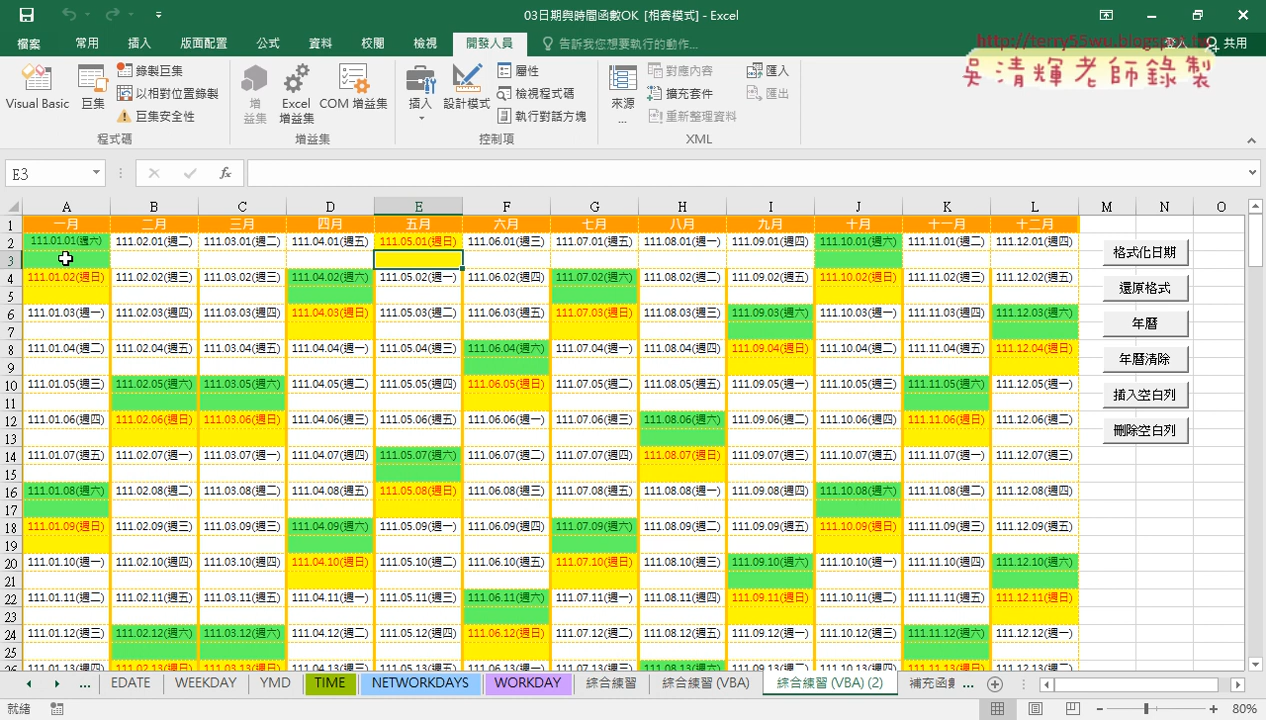 03日期與時間函數OK [相容模式] - Excel
http://terry55wu.blogspot.tw
吳清輝老師錄製
檔案 常用 插入 版面配置 公式 資料 校閱 檢視 開發人員 告訴我您想要執行的動作... 登入 共用
Visual Basic 巨集 錄製巨集 以相對位置錄製 巨集安全性 程式碼
增益集 Excel 增益集 COM 增益集 增益集
插入 設計模式 屬性 檢視程式碼 執行對話方塊 控制項
來源... 對應內容 擴充套件 重新整理資料 匯入 匯出 XML
E3 fx
A B C D E F G H I J K L M N O
1 一月 二月 三月 四月 五月 六月 七月 八月 九月 十月 十一月 十二月
2 111.01.01(週六) 111.02.01(週二) 111.03.01(週二) 111.04.01(週五) 111.05.01(週日) 111.06.01(週三) 111.07.01(週五) 111.08.01(週一) 111.09.01(週四) 111.10.01(週六) 111.11.01(週二) 111.12.01(週四)
3 格式化日期
4 111.01.02(週日) 111.02.02(週三) 111.03.02(週三) 111.04.02(週六) 111.05.02(週一) 111.06.02(週四) 111.07.02(週六) 111.08.02(週二) 111.09.02(週五) 111.10.02(週日) 111.11.02(週三) 111.12.02(週五)
5 還原格式
6 111.01.03(週一) 111.02.03(週四) 111.03.03(週四) 111.04.03(週日) 111.05.03(週二) 111.06.03(週五) 111.07.03(週日) 111.08.03(週三) 111.09.03(週六) 111.10.03(週一) 111.11.03(週四) 111.12.03(週六)
7 年曆
8 111.01.04(週二) 111.02.04(週五) 111.03.04(週五) 111.04.04(週一) 111.05.04(週三) 111.06.04(週六) 111.07.04(週一) 111.08.04(週四) 111.09.04(週日) 111.10.04(週二) 111.11.04(週五) 111.12.04(週日)
9 年曆清除
10 111.01.05(週三) 111.02.05(週六) 111.03.05(週六) 111.04.05(週二) 111.05.05(週四) 111.06.05(週日) 111.07.05(週二) 111.08.05(週五) 111.09.05(週一) 111.10.05(週三) 111.11.05(週六) 111.12.05(週一)
11 插入空白列
12 111.01.06(週四) 111.02.06(週日) 111.03.06(週日) 111.04.06(週三) 111.05.06(週五) 111.06.06(週一) 111.07.06(週三) 111.08.06(週六) 111.09.06(週二) 111.10.06(週四) 111.11.06(週日) 111.12.06(週二)
13 刪除空白列
14 111.01.07(週五) 111.02.07(週一) 111.03.07(週一) 111.04.07(週四) 111.05.07(週六) 111.06.07(週二) 111.07.07(週四) 111.08.07(週日) 111.09.07(週三) 111.10.07(週五) 111.11.07(週一) 111.12.07(週三)
15
16 111.01.08(週六) 111.02.08(週二) 111.03.08(週二) 111.04.08(週五) 111.05.08(週日) 111.06.08(週三) 111.07.08(週五) 111.08.08(週一) 111.09.08(週四) 111.10.08(週六) 111.11.08(週二) 111.12.08(週四)
17
18 111.01.09(週日) 111.02.09(週三) 111.03.09(週三) 111.04.09(週六) 111.05.09(週一) 111.06.09(週四) 111.07.09(週六) 111.08.09(週二) 111.09.09(週五) 111.10.09(週日) 111.11.09(週三) 111.12.09(週五)
19
20 111.01.10(週一) 111.02.10(週四) 111.03.10(週四) 111.04.10(週日) 111.05.10(週二) 111.06.10(週五) 111.07.10(週日) 111.08.10(週三) 111.09.10(週六) 111.10.10(週一) 111.11.10(週四) 111.12.10(週六)
21
22 111.01.11(週二) 111.02.11(週五) 111.03.11(週五) 111.04.11(週一) 111.05.11(週三) 111.06.11(週六) 111.07.11(週一) 111.08.11(週四) 111.09.11(週日) 111.10.11(週二) 111.11.11(週五) 111.12.11(週日)
23
24 111.01.12(週三) 111.02.12(週六) 111.03.12(週六) 111.04.12(週二) 111.05.12(週四) 111.06.12(週日) 111.07.12(週二) 111.08.12(週五) 111.09.12(週一) 111.10.12(週三) 111.11.12(週六) 111.12.12(週一)
25
... EDATE WEEKDAY YMD TIME NETWORKDAYS WORKDAY 綜合練習 綜合練習 (VBA) 綜合練習 (VBA) (2) 補充函數 ...
就緒 80%